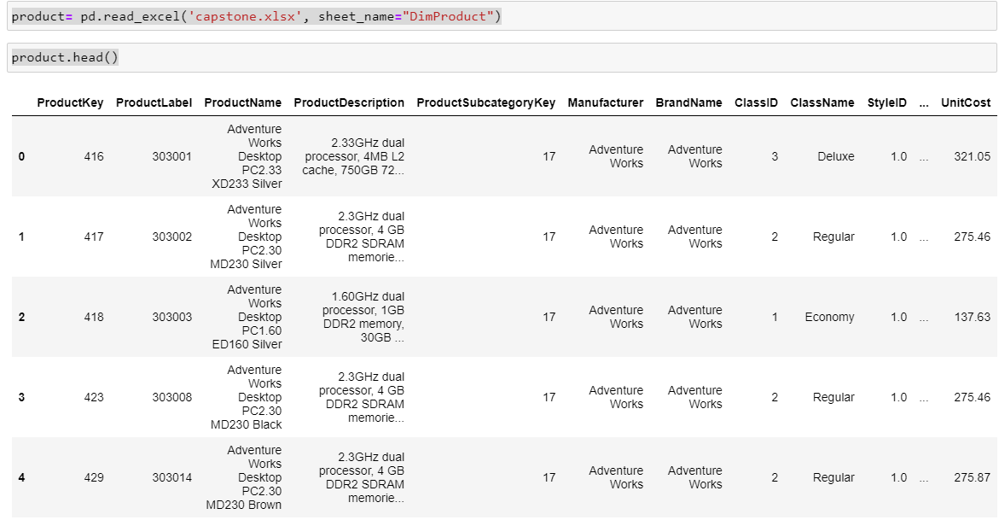 product= pd.read_excel('capstone.xlsx', sheet_name="DimProduct")
product.head()
ProductKey ProductLabel ProductName ProductDescription ProductSubcategoryKey Manufacturer BrandName ClassID ClassName StyleID ... UnitCost
0 416 303001 Adventure Works Desktop PC2.33 XD233 Silver 2.33GHz dual processor, 4MB L2 cache, 750GB 72... 17 Adventure Works Adventure Works 3 Deluxe 1.0 ... 321.05
1 417 303002 Adventure Works Desktop PC2.30 MD230 Silver 2.3GHz dual processor, 4 GB DDR2 SDRAM memorie... 17 Adventure Works Adventure Works 2 Regular 1.0 ... 275.46
2 418 303003 Adventure Works Desktop PC1.60 ED160 Silver 1.60GHz dual processor, 1GB DDR2 memory, 30GB ... 17 Adventure Works Adventure Works 1 Economy 1.0 ... 137.63
3 423 303008 Adventure Works Desktop PC2.30 MD230 Black 2.3GHz dual processor, 4 GB DDR2 SDRAM memorie... 17 Adventure Works Adventure Works 2 Regular 1.0 ... 275.46
4 429 303014 Adventure Works Desktop PC2.30 MD230 Brown 2.3GHz dual processor, 4 GB DDR2 SDRAM memorie... 17 Adventure Works Adventure Works 2 Regular 1.0 ... 275.87